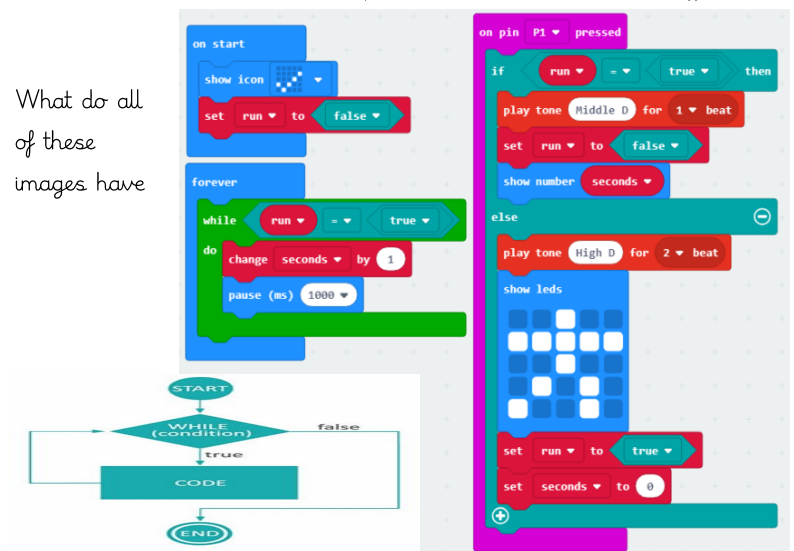 What do all
of these
images have
on start
show icon
set run to false
forever
while run = true
do
change seconds by 1
pause (ms) 1000
on pin P1 pressed
if run = true then
play tone Middle D for 1 beat
set run to false
show number seconds
else
play tone High D for 2 beat
show leds
set run to true
set seconds to 0
START
WHILE
(condition)
false
true
CODE
END